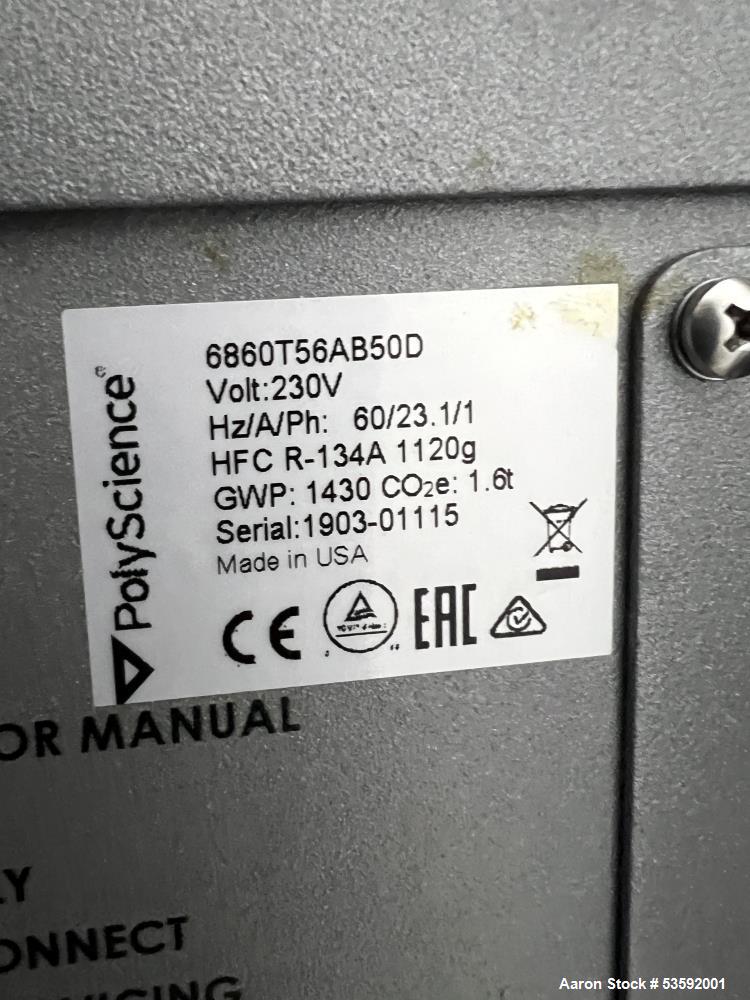 PolyScience®
6860T56AB50D
Volt:230V
Hz/A/Ph: 60/23.1/1
HFC R-134A 1120g
GWP: 1430 CO₂e: 1.6t
Serial:1903-01115
Made in USA
CE EAC
OR MANUAL
LY
ONNECT
VICING
Aaron Stock # 53592001